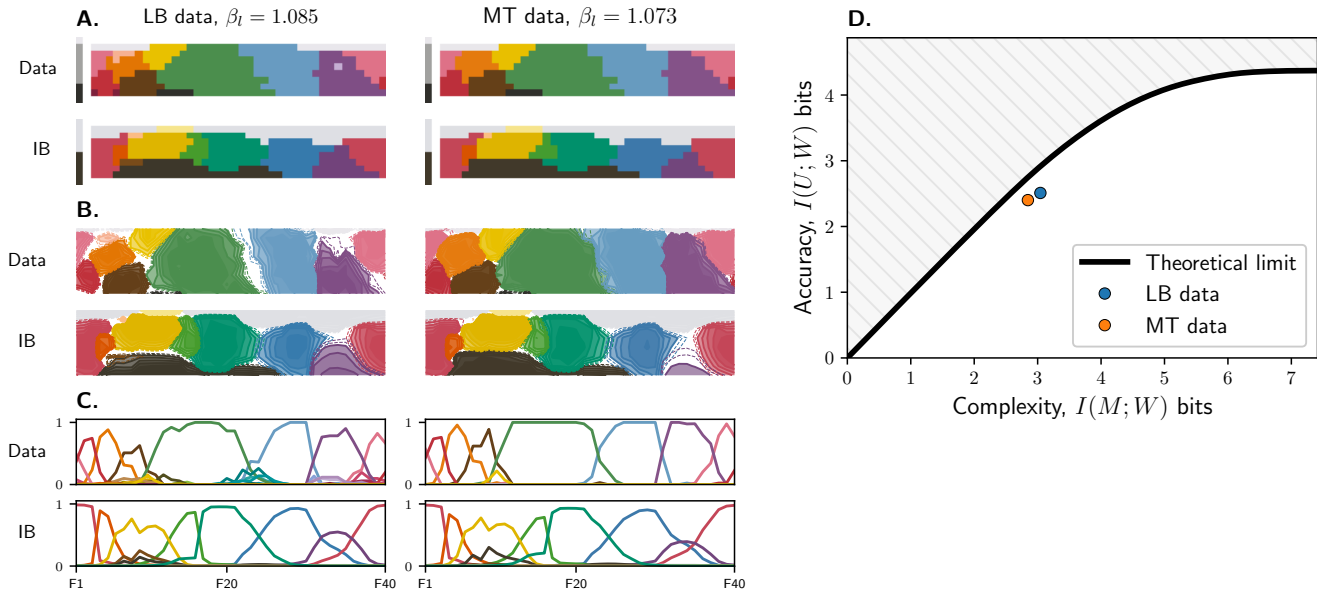 A.
LB data, βl = 1.085
MT data, βl = 1.073
Data
IB
B.
Data
IB
C.
Data
1
0
IB
1
0
F1
F20
F40
F1
F20
F40
D.
Accuracy, I(U; W) bits
4
3
2
1
0
0
1
2
3
4
5
6
7
Complexity, I(M; W) bits
Theoretical limit
LB data
MT data